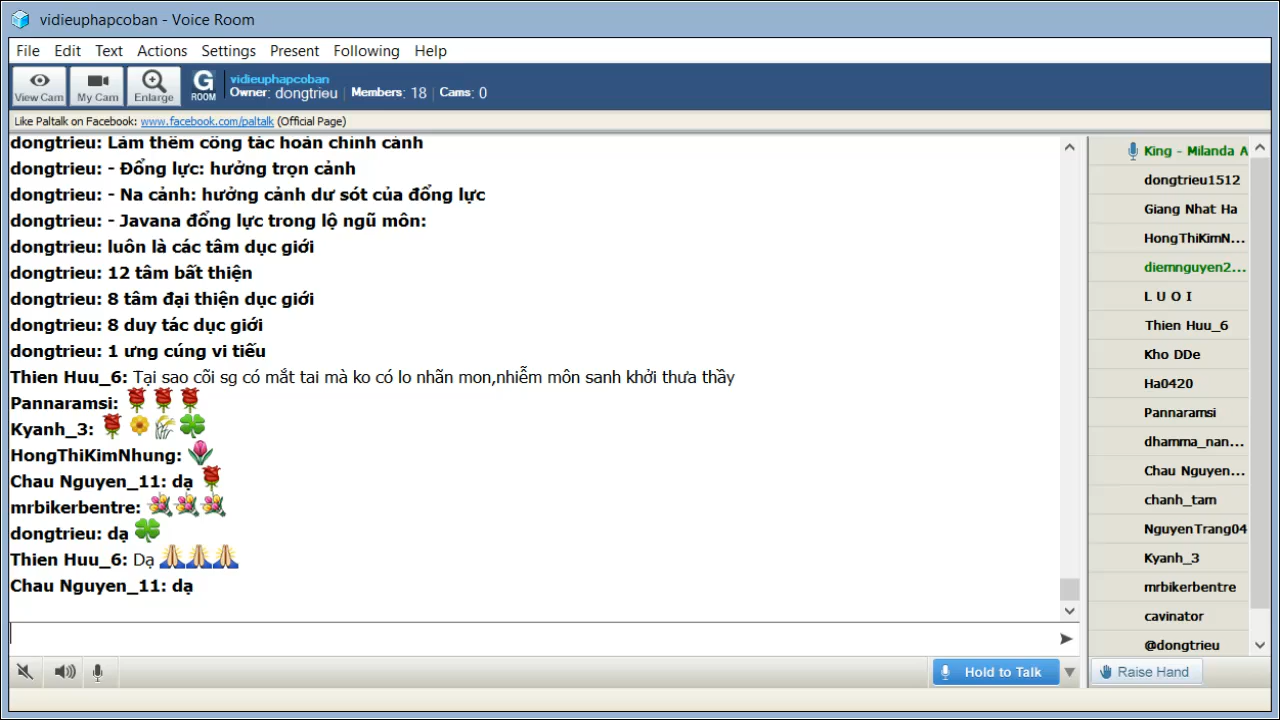 vidieuphapcoban - Voice Room
File Edit Text Actions Settings Present Following Help
View Cam My Cam Enlarge G ROOM
vidieuphapcoban
Owner: dongtrieu | Members: 18 | Cams: 0
Like Paltalk on Facebook: www.facebook.com/paltalk (Official Page)
dongtrieu: Làm thêm công tác hoàn chỉnh cảnh
dongtrieu: - Đổng lực: hưởng trọn cảnh
dongtrieu: - Na cảnh: hưởng cảnh dư sót của đổng lực
dongtrieu: - Javana đổng lực trong lộ ngũ môn:
dongtrieu: luôn là các tâm dục giới
dongtrieu: 12 tâm bất thiện
dongtrieu: 8 tâm đại thiện dục giới
dongtrieu: 8 duy tác dục giới
dongtrieu: 1 ưng cúng vi tiếu
Thien Huu_6: Tại sao cõi sg có mắt tai mà ko có lo nhãn mon,nhiễm môn sanh khởi thưa thầy
Pannaramsi:
Kyanh_3:
HongThiKimNhung:
Chau Nguyen_11: dạ
mrbikerbentre:
dongtrieu: dạ
Thien Huu_6: Dạ
Chau Nguyen_11: dạ
Hold to Talk
King - Milanda A
dongtrieu1512
Giang Nhat Ha
HongThiKimN...
diemnguyen2...
L U O I
Thien Huu_6
Kho DDe
Ha0420
Pannaramsi
dhamma_nan...
Chau Nguyen...
chanh_tam
NguyenTrang04
Kyanh_3
mrbikerbentre
cavinator
@dongtrieu
Raise Hand